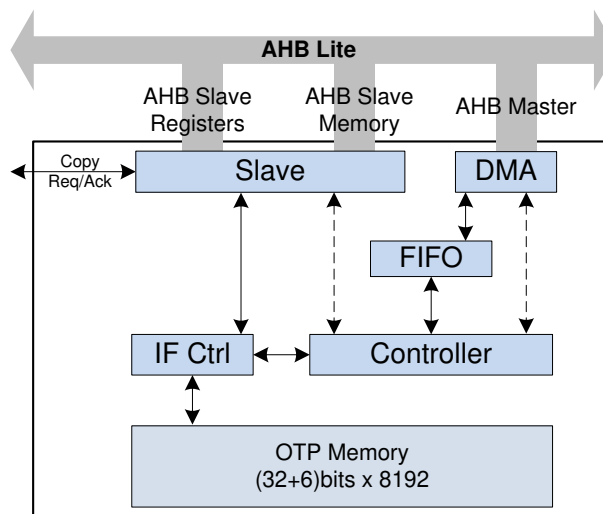 AHB Lite
AHB Slave
Registers
AHB Slave
Memory
AHB Master
Copy
Req/Ack
Slave
DMA
FIFO
IF Ctrl
Controller
OTP Memory
(32+6)bits x 8192